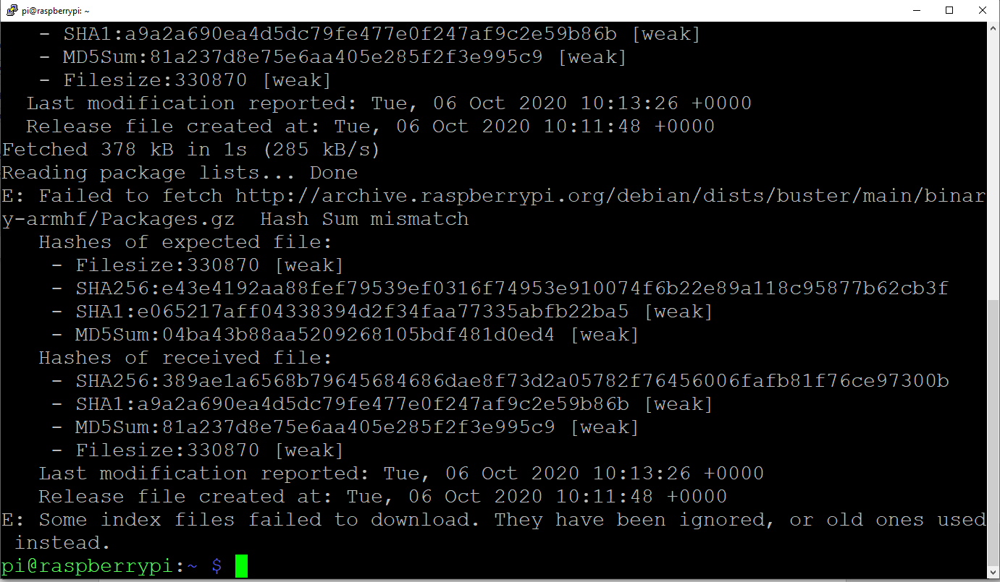 pi@raspberrypi: ~
- SHA1:a9a2a690ea4d5dc79fe477e0f247af9c2e59b86b [weak]
- MD5Sum:81a237d8e75e6aa405e285f2f3e995c9 [weak]
- Filesize:330870 [weak]
Last modification reported: Tue, 06 Oct 2020 10:13:26 +0000
Release file created at: Tue, 06 Oct 2020 10:11:48 +0000
Fetched 378 kB in 1s (285 kB/s)
Reading package lists... Done
E: Failed to fetch http://archive.raspberrypi.org/debian/dists/buster/main/binar
y-armhf/Packages.gz  Hash Sum mismatch
Hashes of expected file:
- Filesize:330870 [weak]
- SHA256:e43e4192aa88fef79539ef0316f74953e910074f6b22e89a118c95877b62cb3f
- SHA1:e065217aff04338394d2f34faa77335abfb22ba5 [weak]
- MD5Sum:04ba43b88aa5209268105bdf481d0ed4 [weak]
Hashes of received file:
- SHA256:389ae1a6568b79645684686dae8f73d2a05782f76456006fafb81f76ce97300b
- SHA1:a9a2a690ea4d5dc79fe477e0f247af9c2e59b86b [weak]
- MD5Sum:81a237d8e75e6aa405e285f2f3e995c9 [weak]
- Filesize:330870 [weak]
Last modification reported: Tue, 06 Oct 2020 10:13:26 +0000
Release file created at: Tue, 06 Oct 2020 10:11:48 +0000
E: Some index files failed to download. They have been ignored, or old ones used
instead.
pi@raspberrypi:~ $